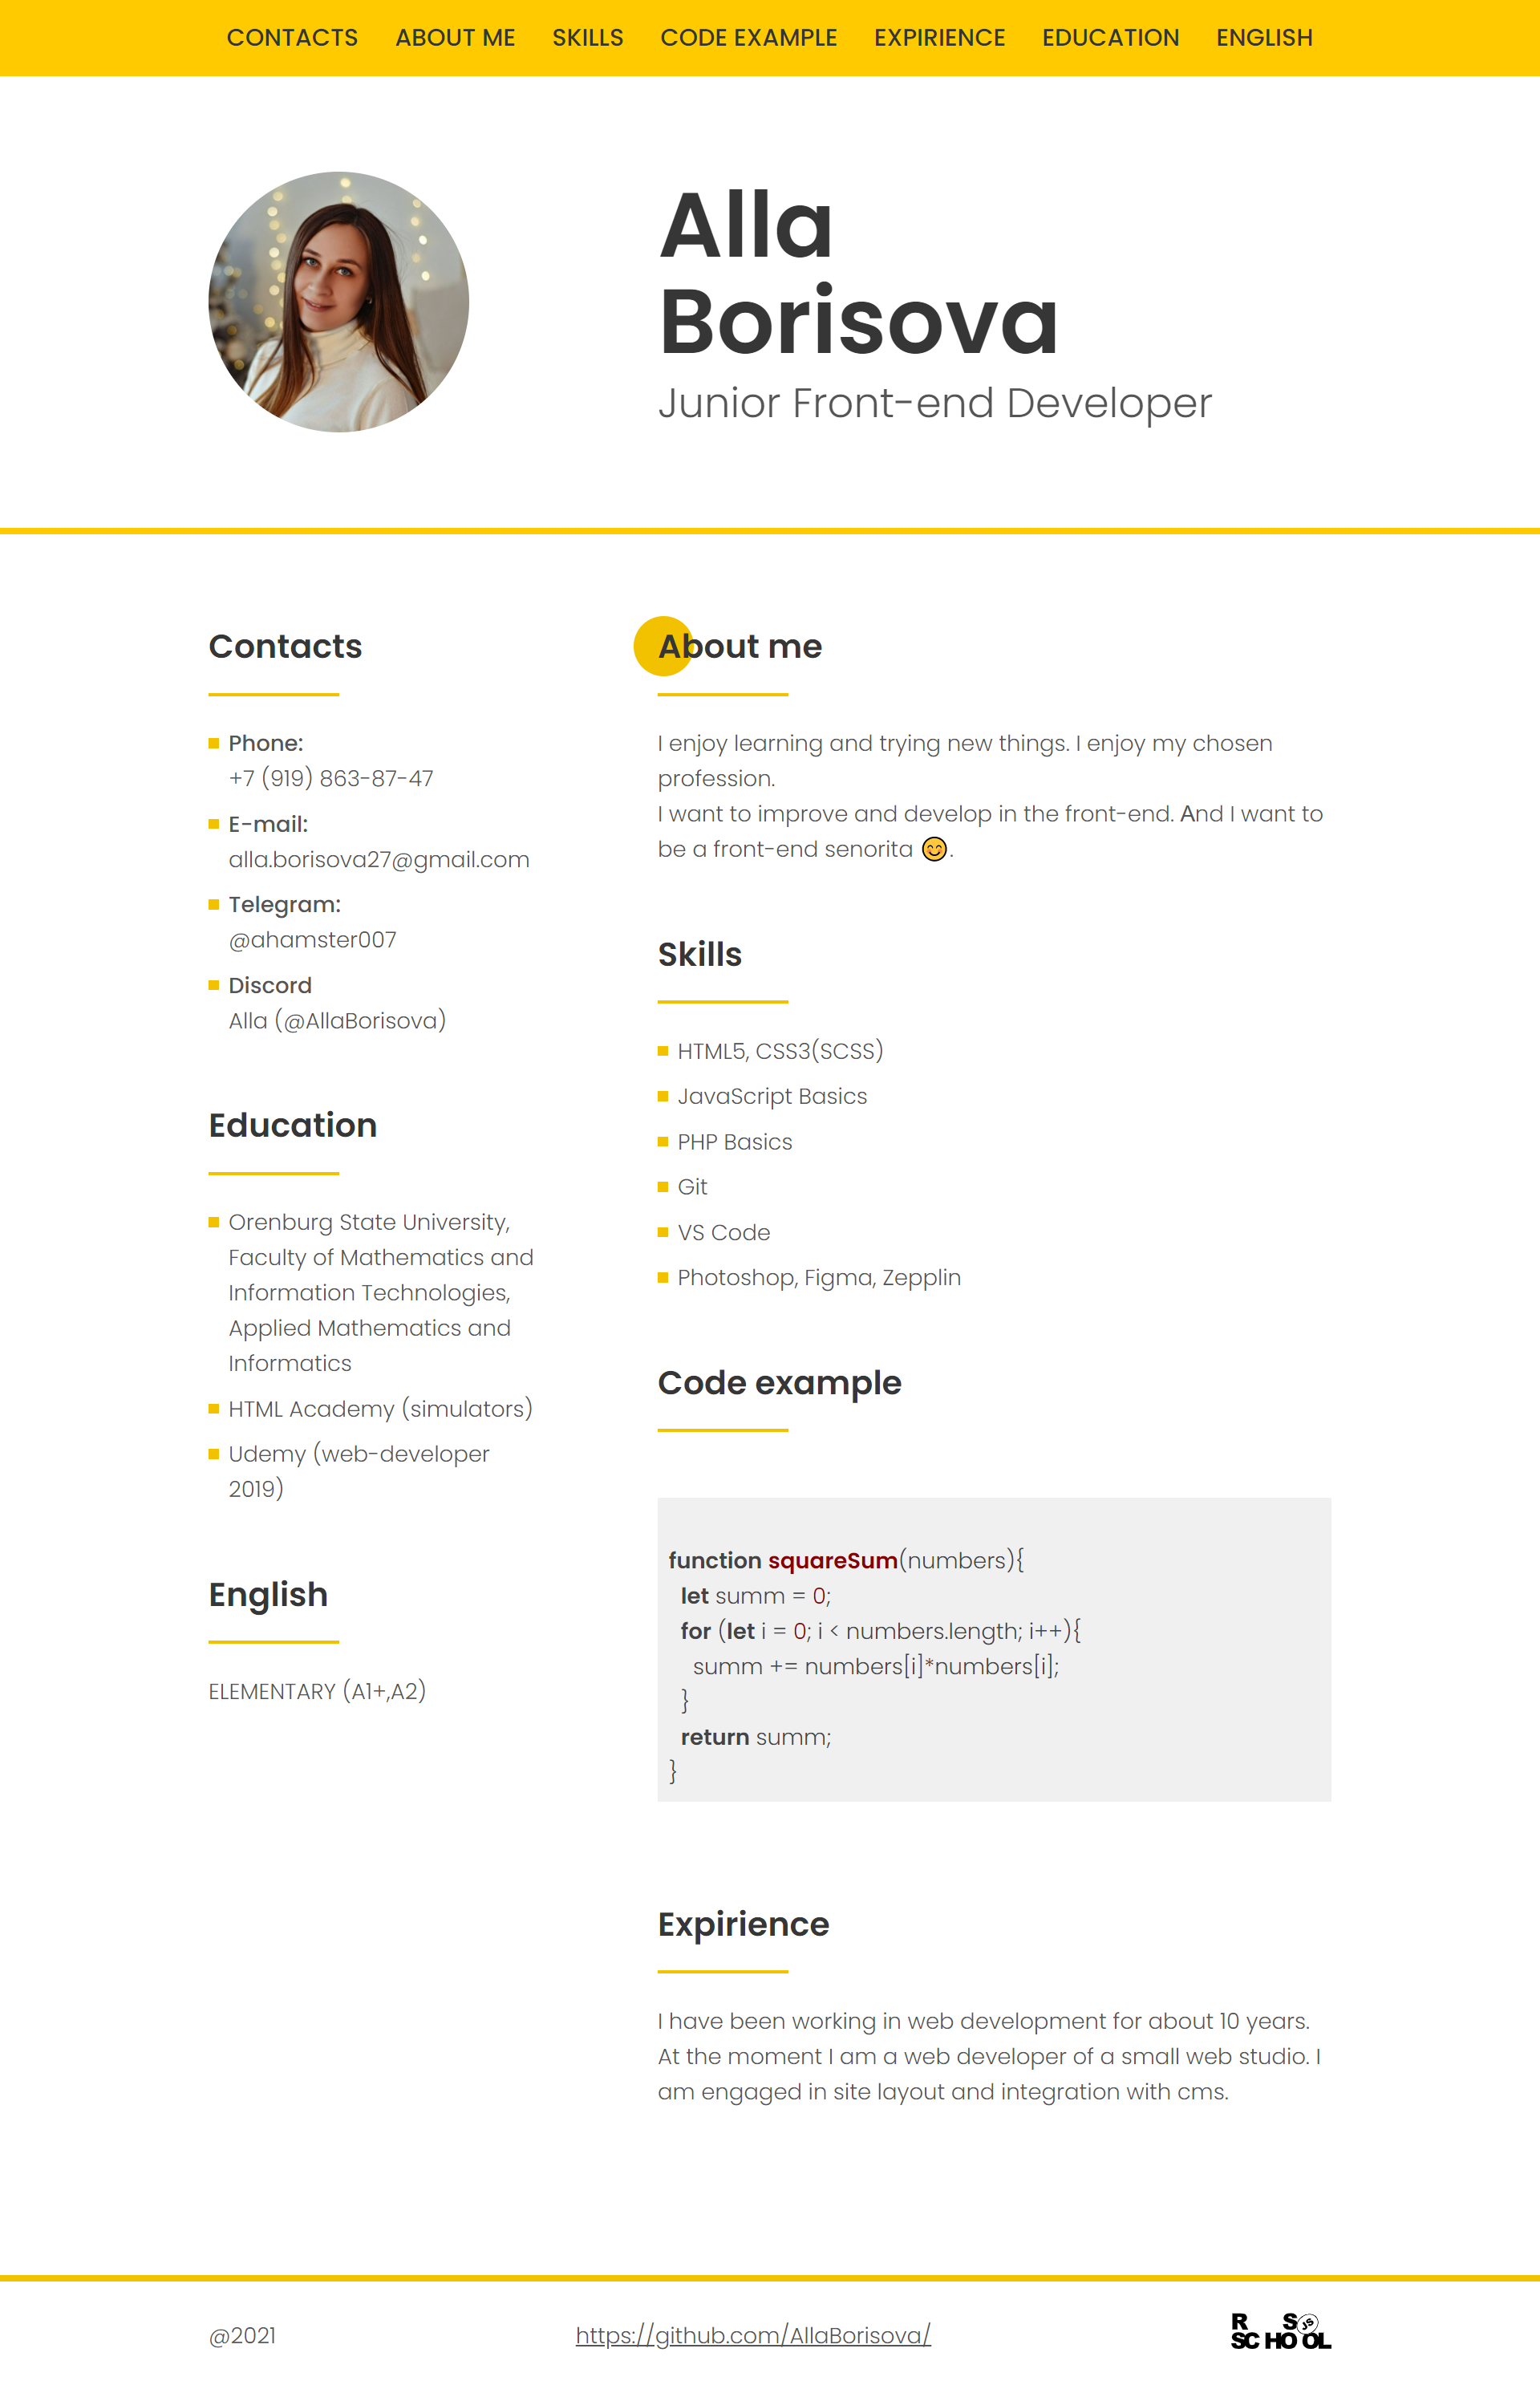 CONTACTS ABOUT ME SKILLS CODE EXAMPLE EXPIRIENCE EDUCATION ENGLISH
Alla
Borisova
Junior Front-end Developer
Contacts
Phone:
+7 (919) 863-87-47
E-mail:
alla.borisova27@gmail.com
Telegram:
@ahamster007
Discord
Alla (@AllaBorisova)
Education
Orenburg State University,
Faculty of Mathematics and
Information Technologies,
Applied Mathematics and
Informatics
HTML Academy (simulators)
Udemy (web-developer
2019)
English
ELEMENTARY (A1+,A2)
About me
I enjoy learning and trying new things. I enjoy my chosen
profession.
I want to improve and develop in the front-end. And I want to
be a front-end senorita 😊.
Skills
HTML5, CSS3(SCSS)
JavaScript Basics
PHP Basics
Git
VS Code
Photoshop, Figma, Zepplin
Code example
function squareSum(numbers){
let summ = 0;
for (let i = 0; i < numbers.length; i++){
summ += numbers[i]*numbers[i];
}
return summ;
}
Expirience
I have been working in web development for about 10 years.
At the moment I am a web developer of a small web studio. I
am engaged in site layout and integration with cms.
@2021
https://github.com/AllaBorisova/
R S JS
SCHOOL